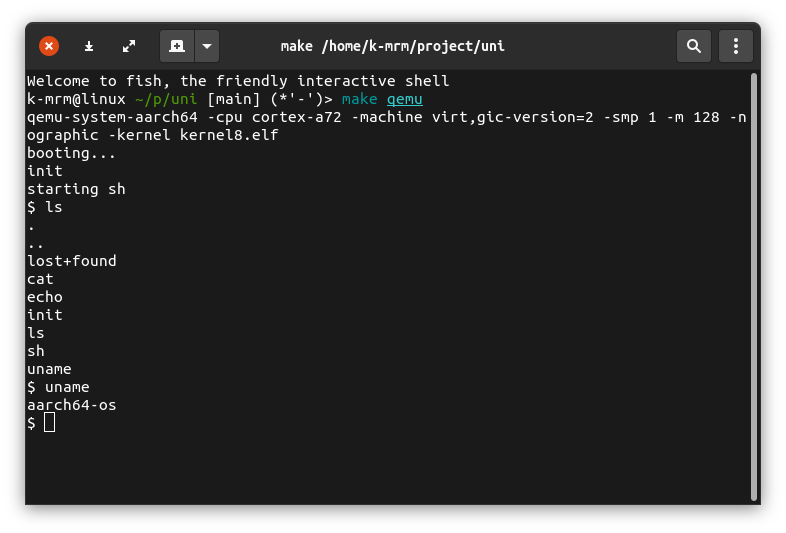 make /home/k-mrm/project/uni
Welcome to fish, the friendly interactive shell
k-mrm@linux ~/p/uni [main] (*'-')> make qemu
qemu-system-aarch64 -cpu cortex-a72 -machine virt,gic-version=2 -smp 1 -m 128 -n
ographic -kernel kernel8.elf
booting...
init
starting sh
$ ls
.
..
lost+found
cat
echo
init
ls
sh
uname
$ uname
aarch64-os
$